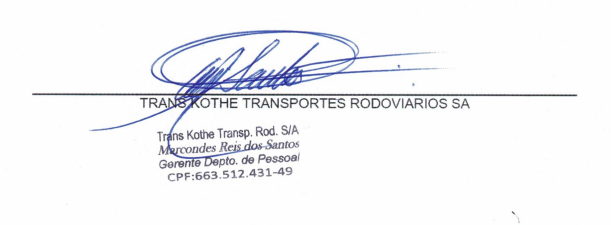 TRANS KOTHE TRANSPORTES RODOVIARIOS SA
Trans Kothe Transp. Rod. S/A
Marcondes Reis dos Santos
Gerente Depto. de Pessoal
CPF:663.512.431-49